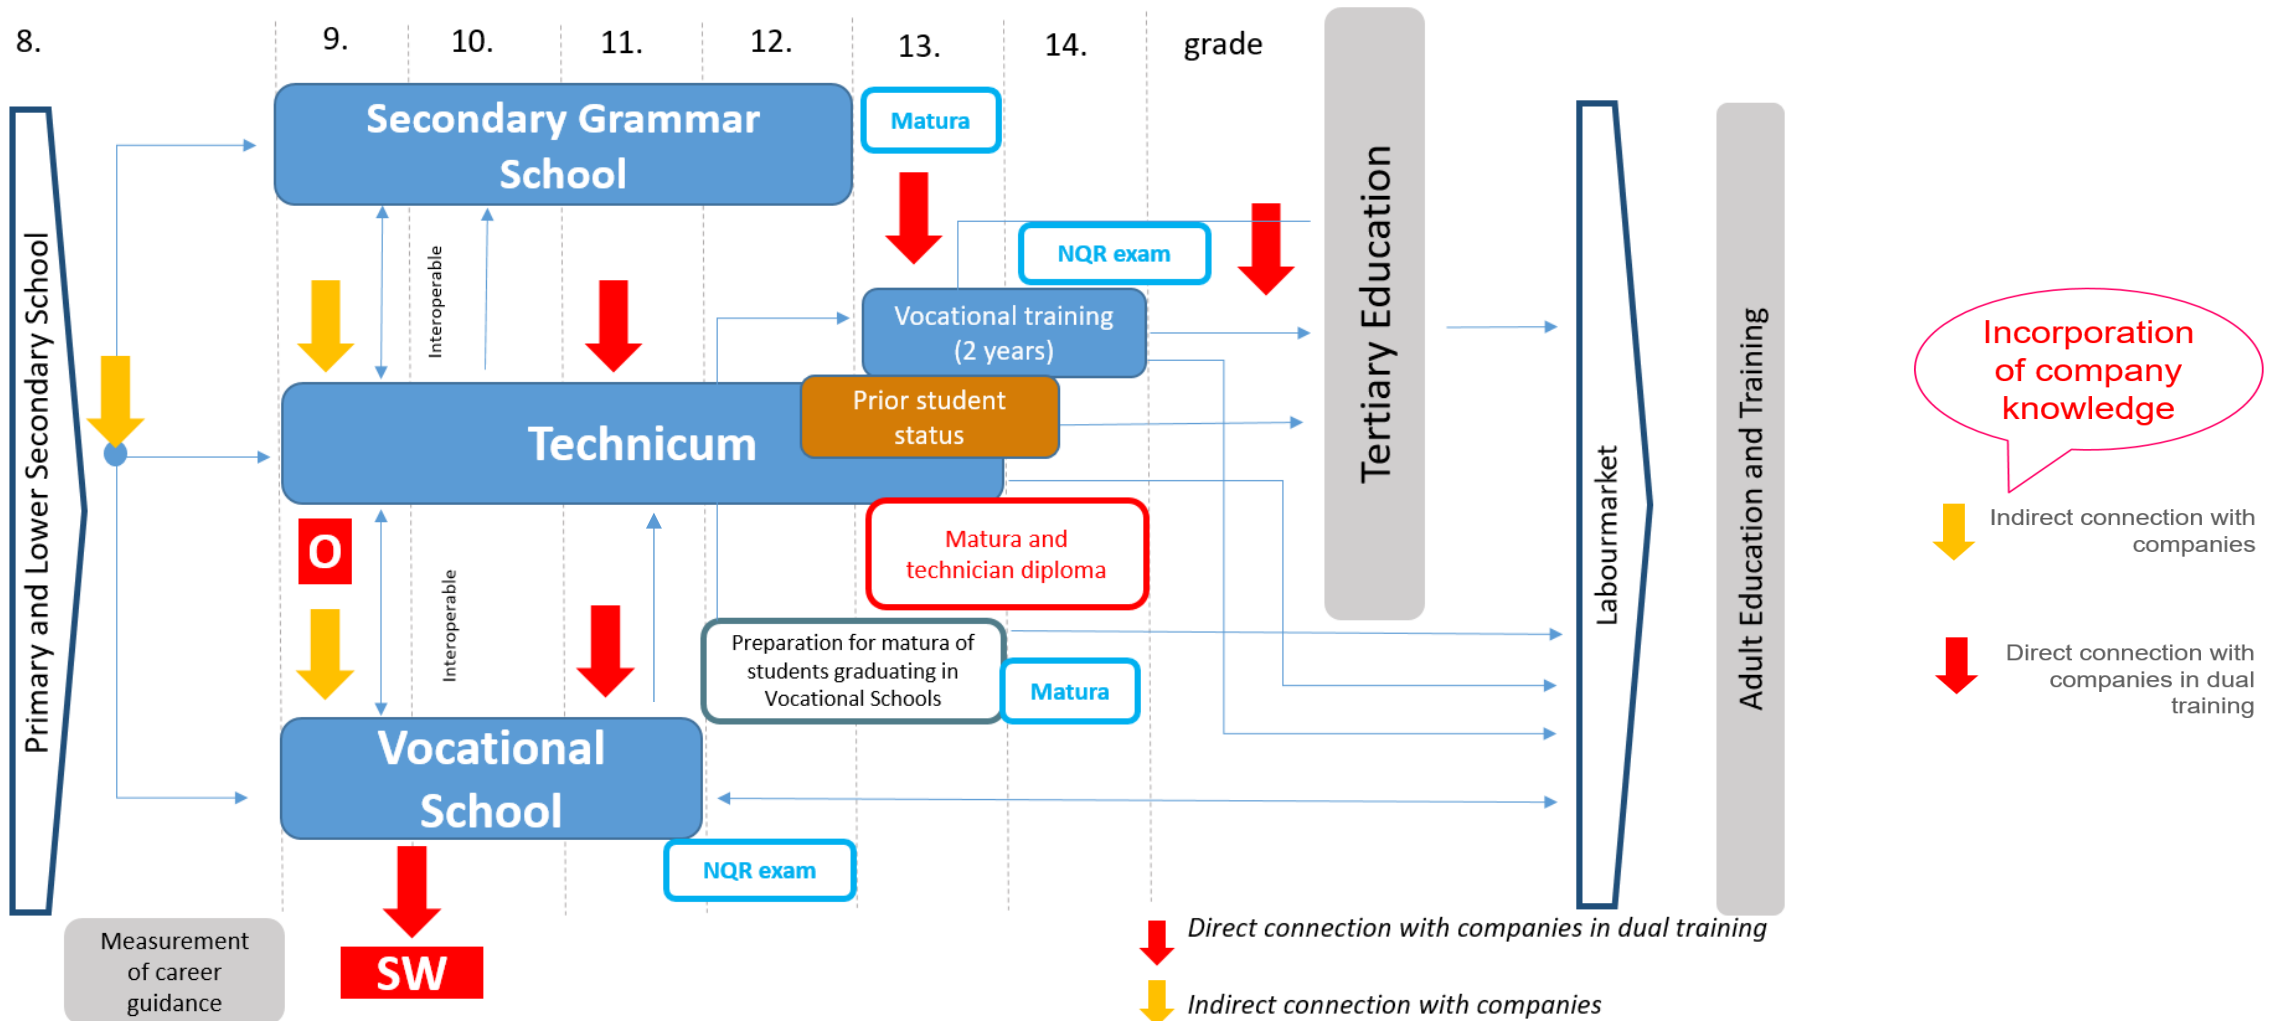 8.
9.
10.
11.
12.
13.
14.
grade
Primary and Lower Secondary School
Secondary Grammar
School
Matura
Interoperable
NQR exam
Vocational training
(2 years)
Prior student
status
Technicum
Tertiary Education
Labourmarket
Adult Education and Training
Incorporation
of company
knowledge
Indirect connection with
companies
Direct connection with
companies in dual
training
O
Interoperable
Matura and
technician diploma
Preparation for matura of
students graduating in
Vocational Schools
Matura
Vocational
School
NQR exam
SW
Measurement
of career
guidance
Direct connection with companies in dual training
Indirect connection with companies